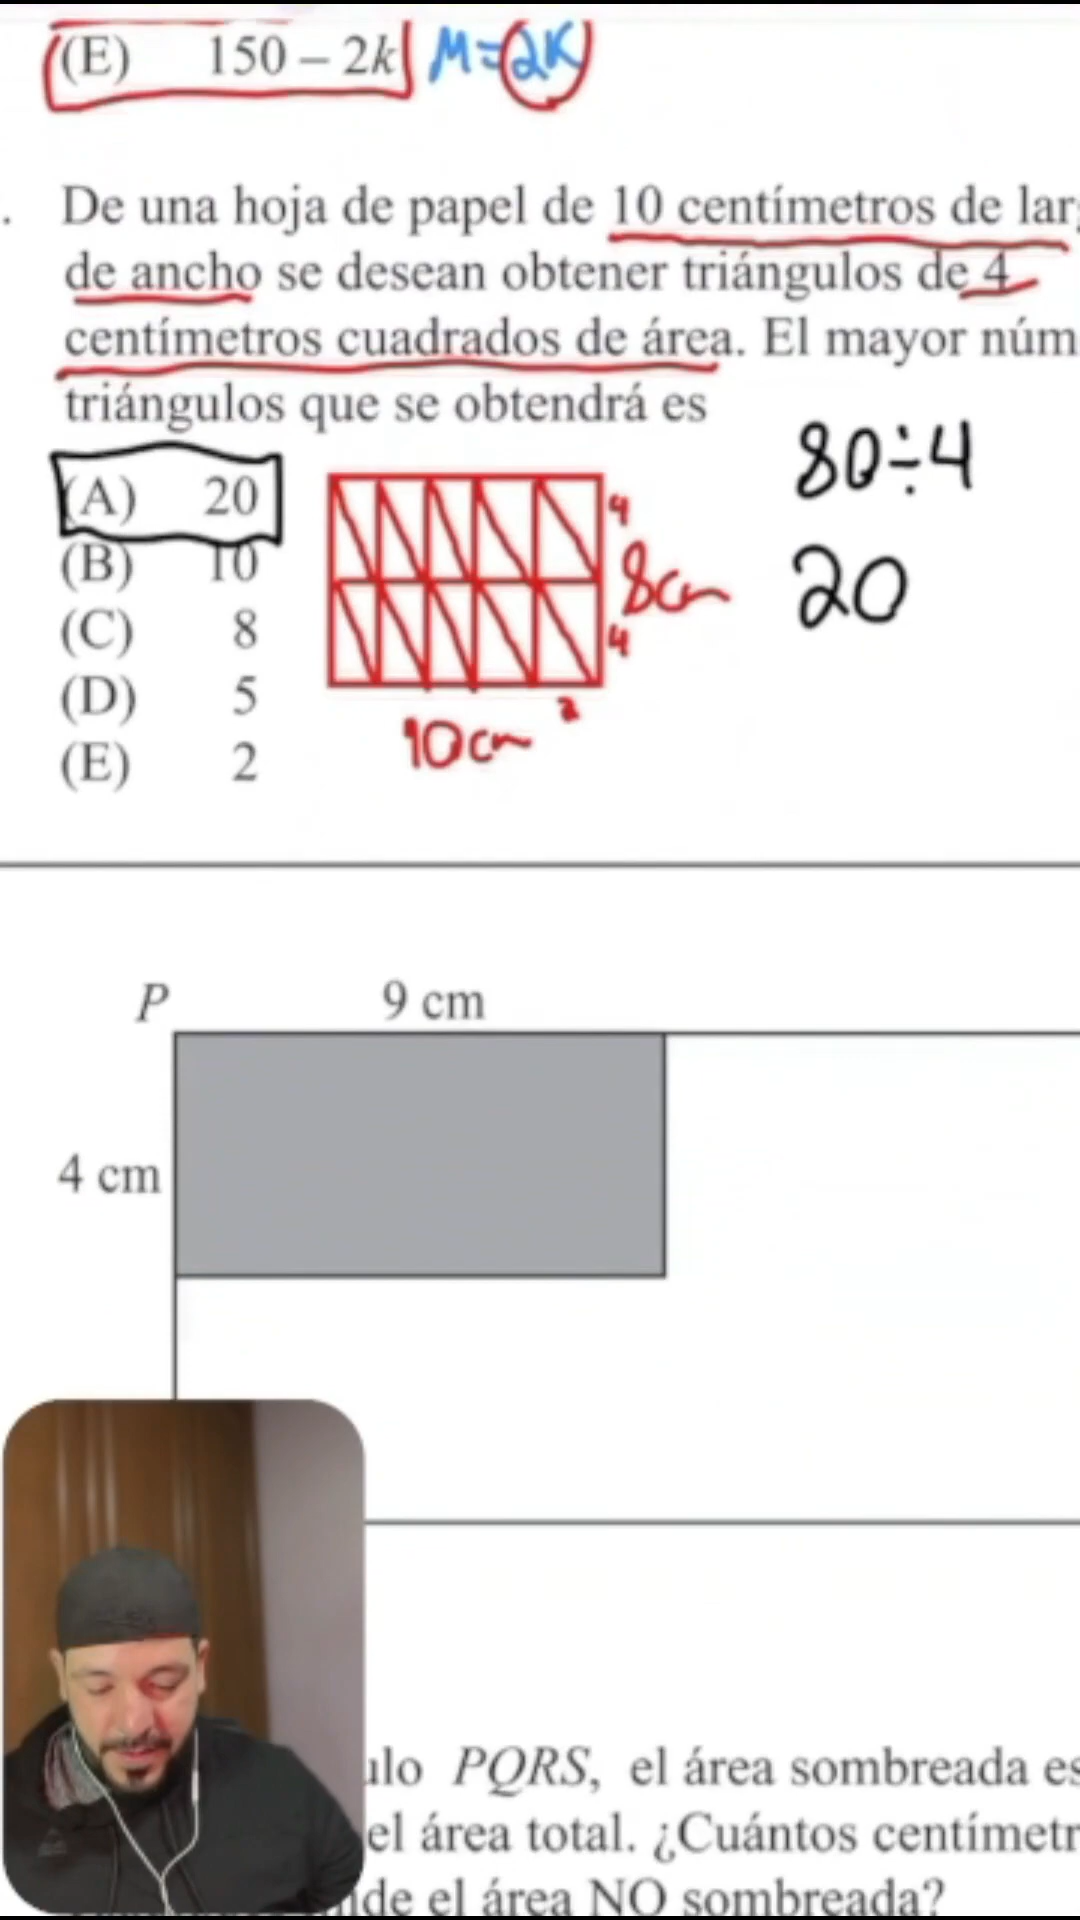 (E) 150 – 2k M=2K
. De una hoja de papel de 10 centímetros de lar
de ancho se desean obtener triángulos de 4
centímetros cuadrados de área. El mayor núm
triángulos que se obtendrá es
(A) 20
(B) 10
(C) 8
(D) 5
(E) 2
4
8cm
4
2
10cm
80÷4
20
P 9 cm
4 cm
ulo PQRS, el área sombreada es
el área total. ¿Cuántos centímetr
de el área NO sombreada?